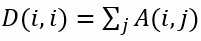 D(i,i) = ∑_j A(i,j)